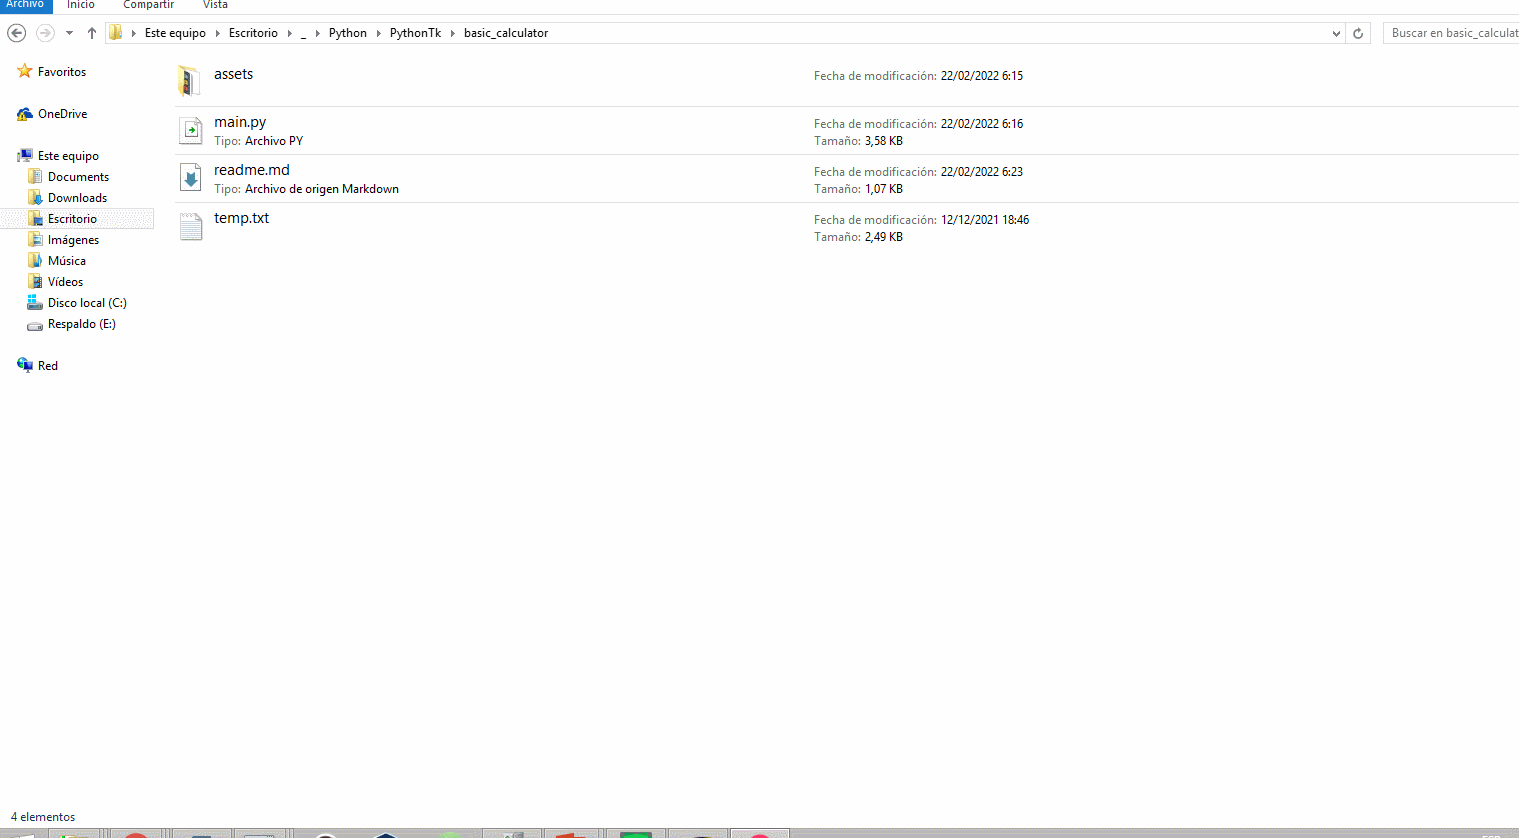 Archivo Inicio Compartir Vista
Este equipo Escritorio _ Python PythonTk basic_calculator Buscar en basic_calculat
Favoritos
OneDrive
Este equipo
Documents
Downloads
Escritorio
Imágenes
Música
Vídeos
Disco local (C:)
Respaldo (E:)
Red
assets
Fecha de modificación: 22/02/2022 6:15
main.py
Tipo: Archivo PY
Fecha de modificación: 22/02/2022 6:16
Tamaño: 3,58 KB
readme.md
Tipo: Archivo de origen Markdown
Fecha de modificación: 22/02/2022 6:23
Tamaño: 1,07 KB
temp.txt
Fecha de modificación: 12/12/2021 18:46
Tamaño: 2,49 KB
4 elementos